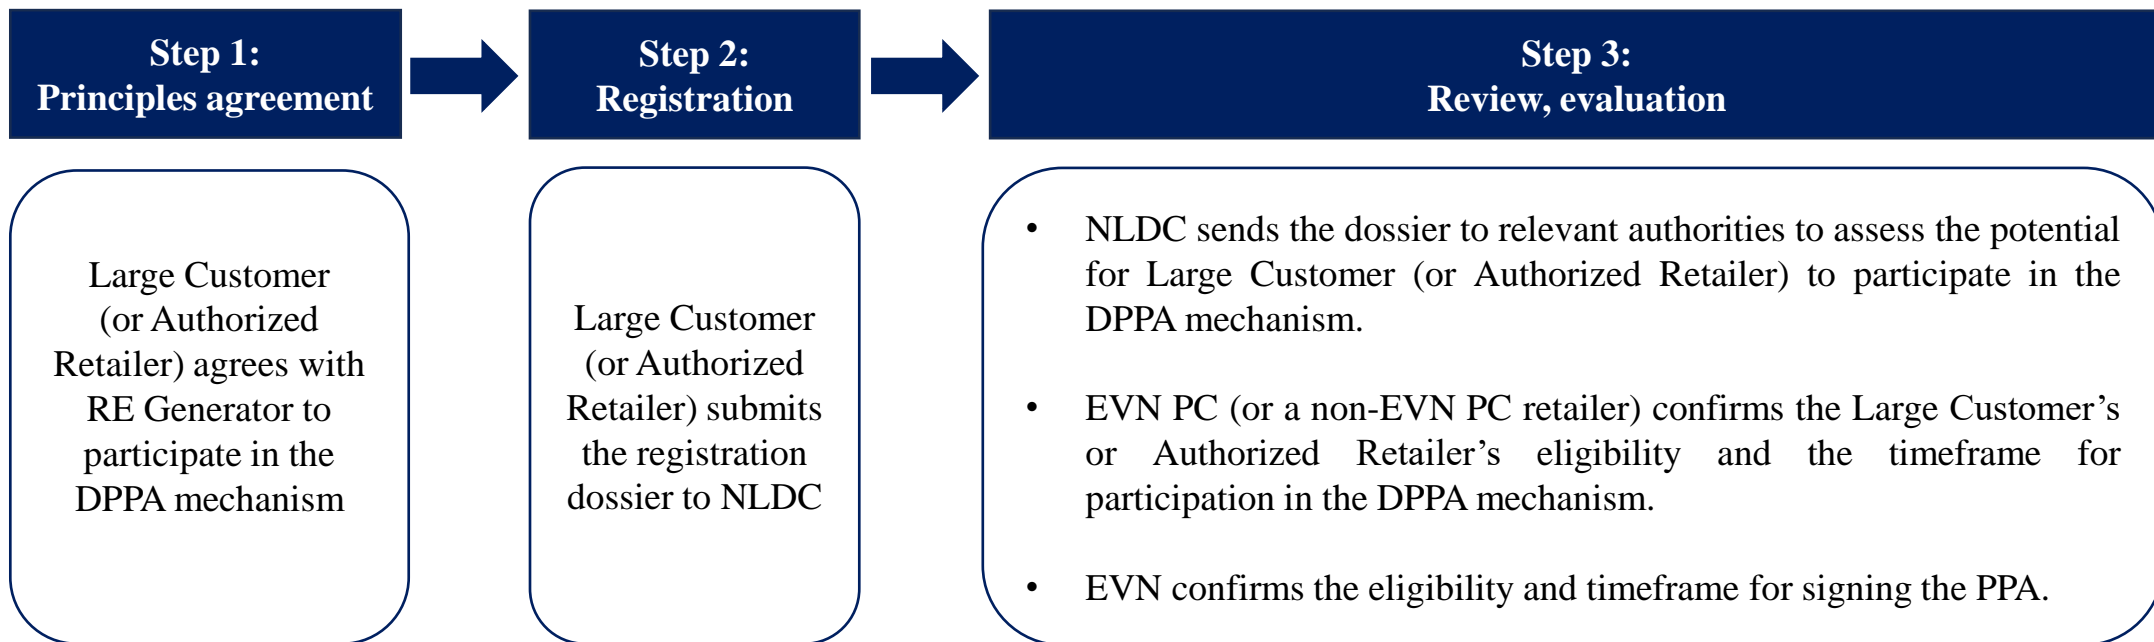 Step 1:
Principles agreement
Step 2:
Registration
Step 3:
Review, evaluation
Large Customer
(or Authorized
Retailer) agrees with
RE Generator to
participate in the
DPPA mechanism
Large Customer
(or Authorized
Retailer) submits
the registration
dossier to NLDC
• NLDC sends the dossier to relevant authorities to assess the potential
for Large Customer (or Authorized Retailer) to participate in the
DPPA mechanism.
• EVN PC (or a non-EVN PC retailer) confirms the Large Customer’s
or Authorized Retailer’s eligibility and the timeframe for
participation in the DPPA mechanism.
• EVN confirms the eligibility and timeframe for signing the PPA.